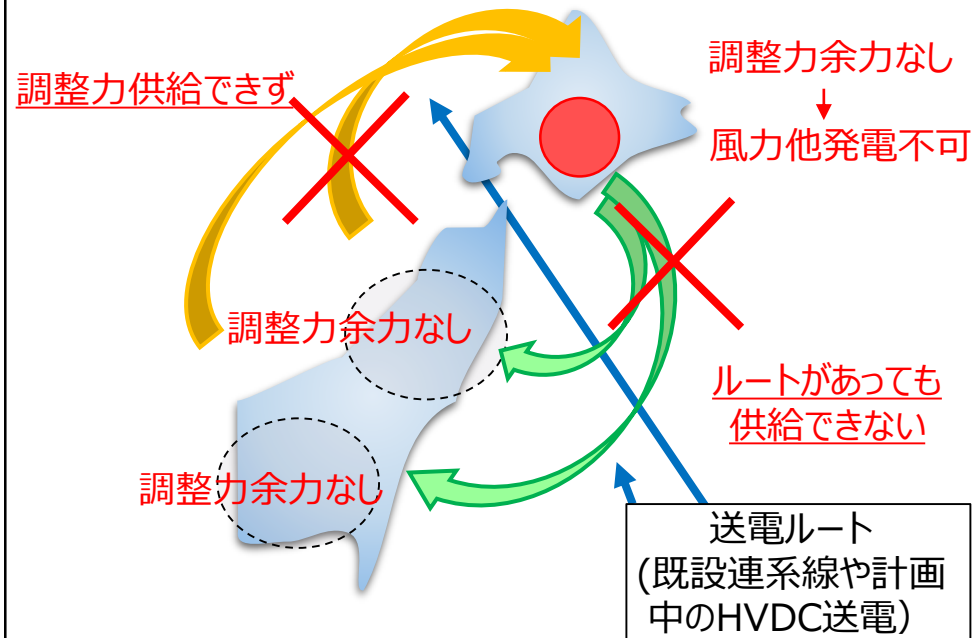 調整力供給できず
調整力余力なし
↓
風力他発電不可
調整力余力なし
ルートがあっても
供給できない
調整力余力なし
送電ルート
(既設連系線や計画
中のHVDC送電）